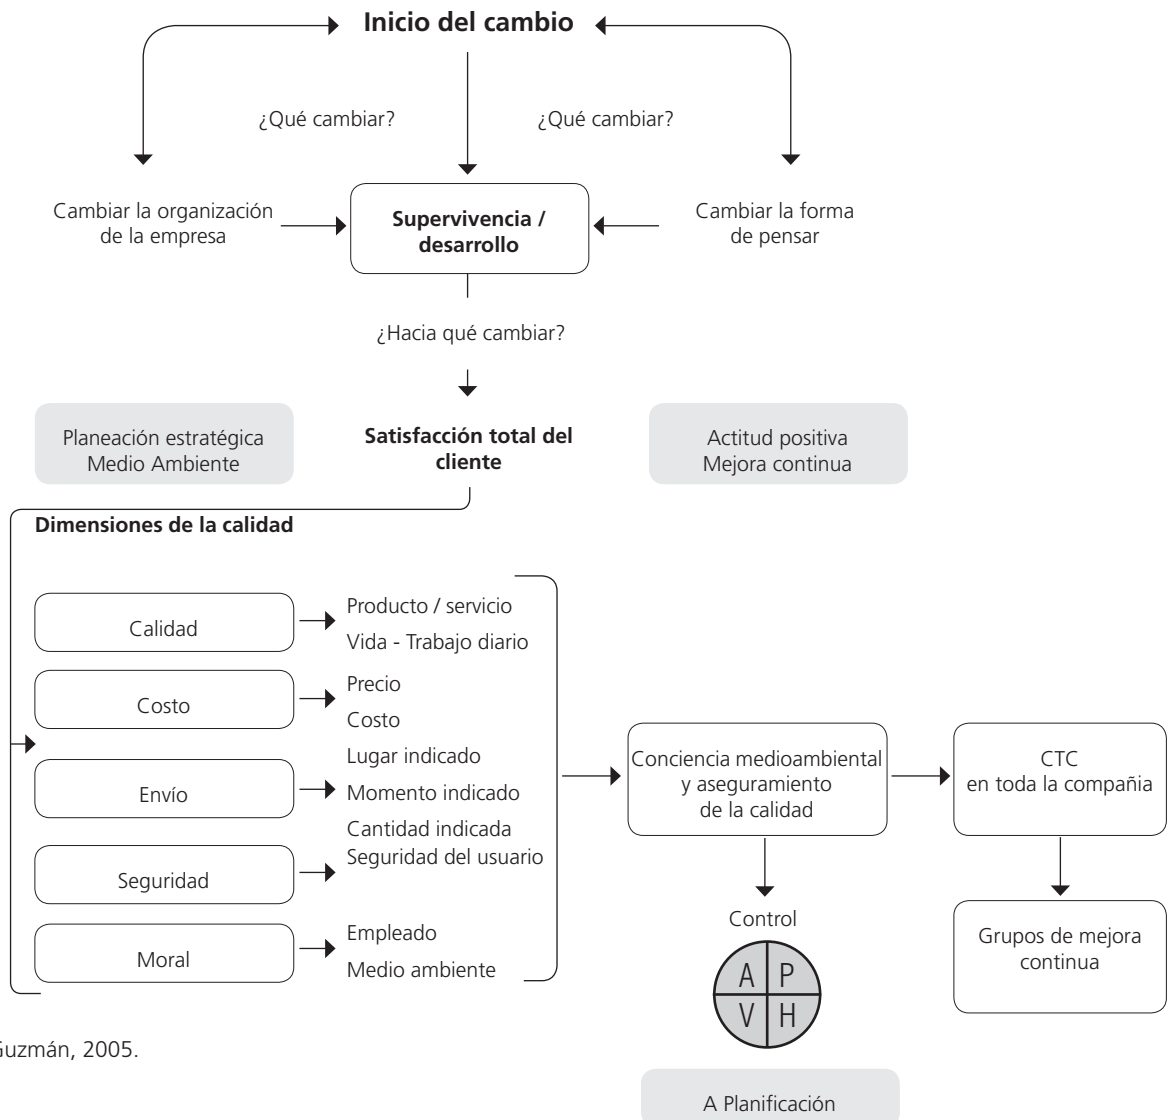 Inicio del cambio
¿Qué cambiar?
¿Qué cambiar?
Cambiar la organización
de la empresa
Supervivencia /
desarrollo
Cambiar la forma
de pensar
¿Hacia qué cambiar?
Planeación estratégica
Medio Ambiente
Satisfacción total del
cliente
Actitud positiva
Mejora continua
Dimensiones de la calidad
Calidad
Producto / servicio
Vida - Trabajo diario
Costo
Precio
Costo
Envío
Lugar indicado
Momento indicado
Cantidad indicada
Seguridad
Seguridad del usuario
Moral
Empleado
Medio ambiente
Conciencia medioambiental
y aseguramiento
de la calidad
CTC
en toda la compañia
Control
A P
V H
Grupos de mejora
continua
Guzmán, 2005.
A Planificación